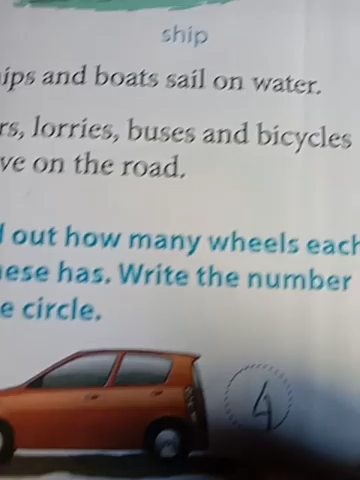 ship
ips and boats sail on water.
rs, lorries, buses and bicycles
ve on the road.
out how many wheels each
ese has. Write the number
e circle.
4